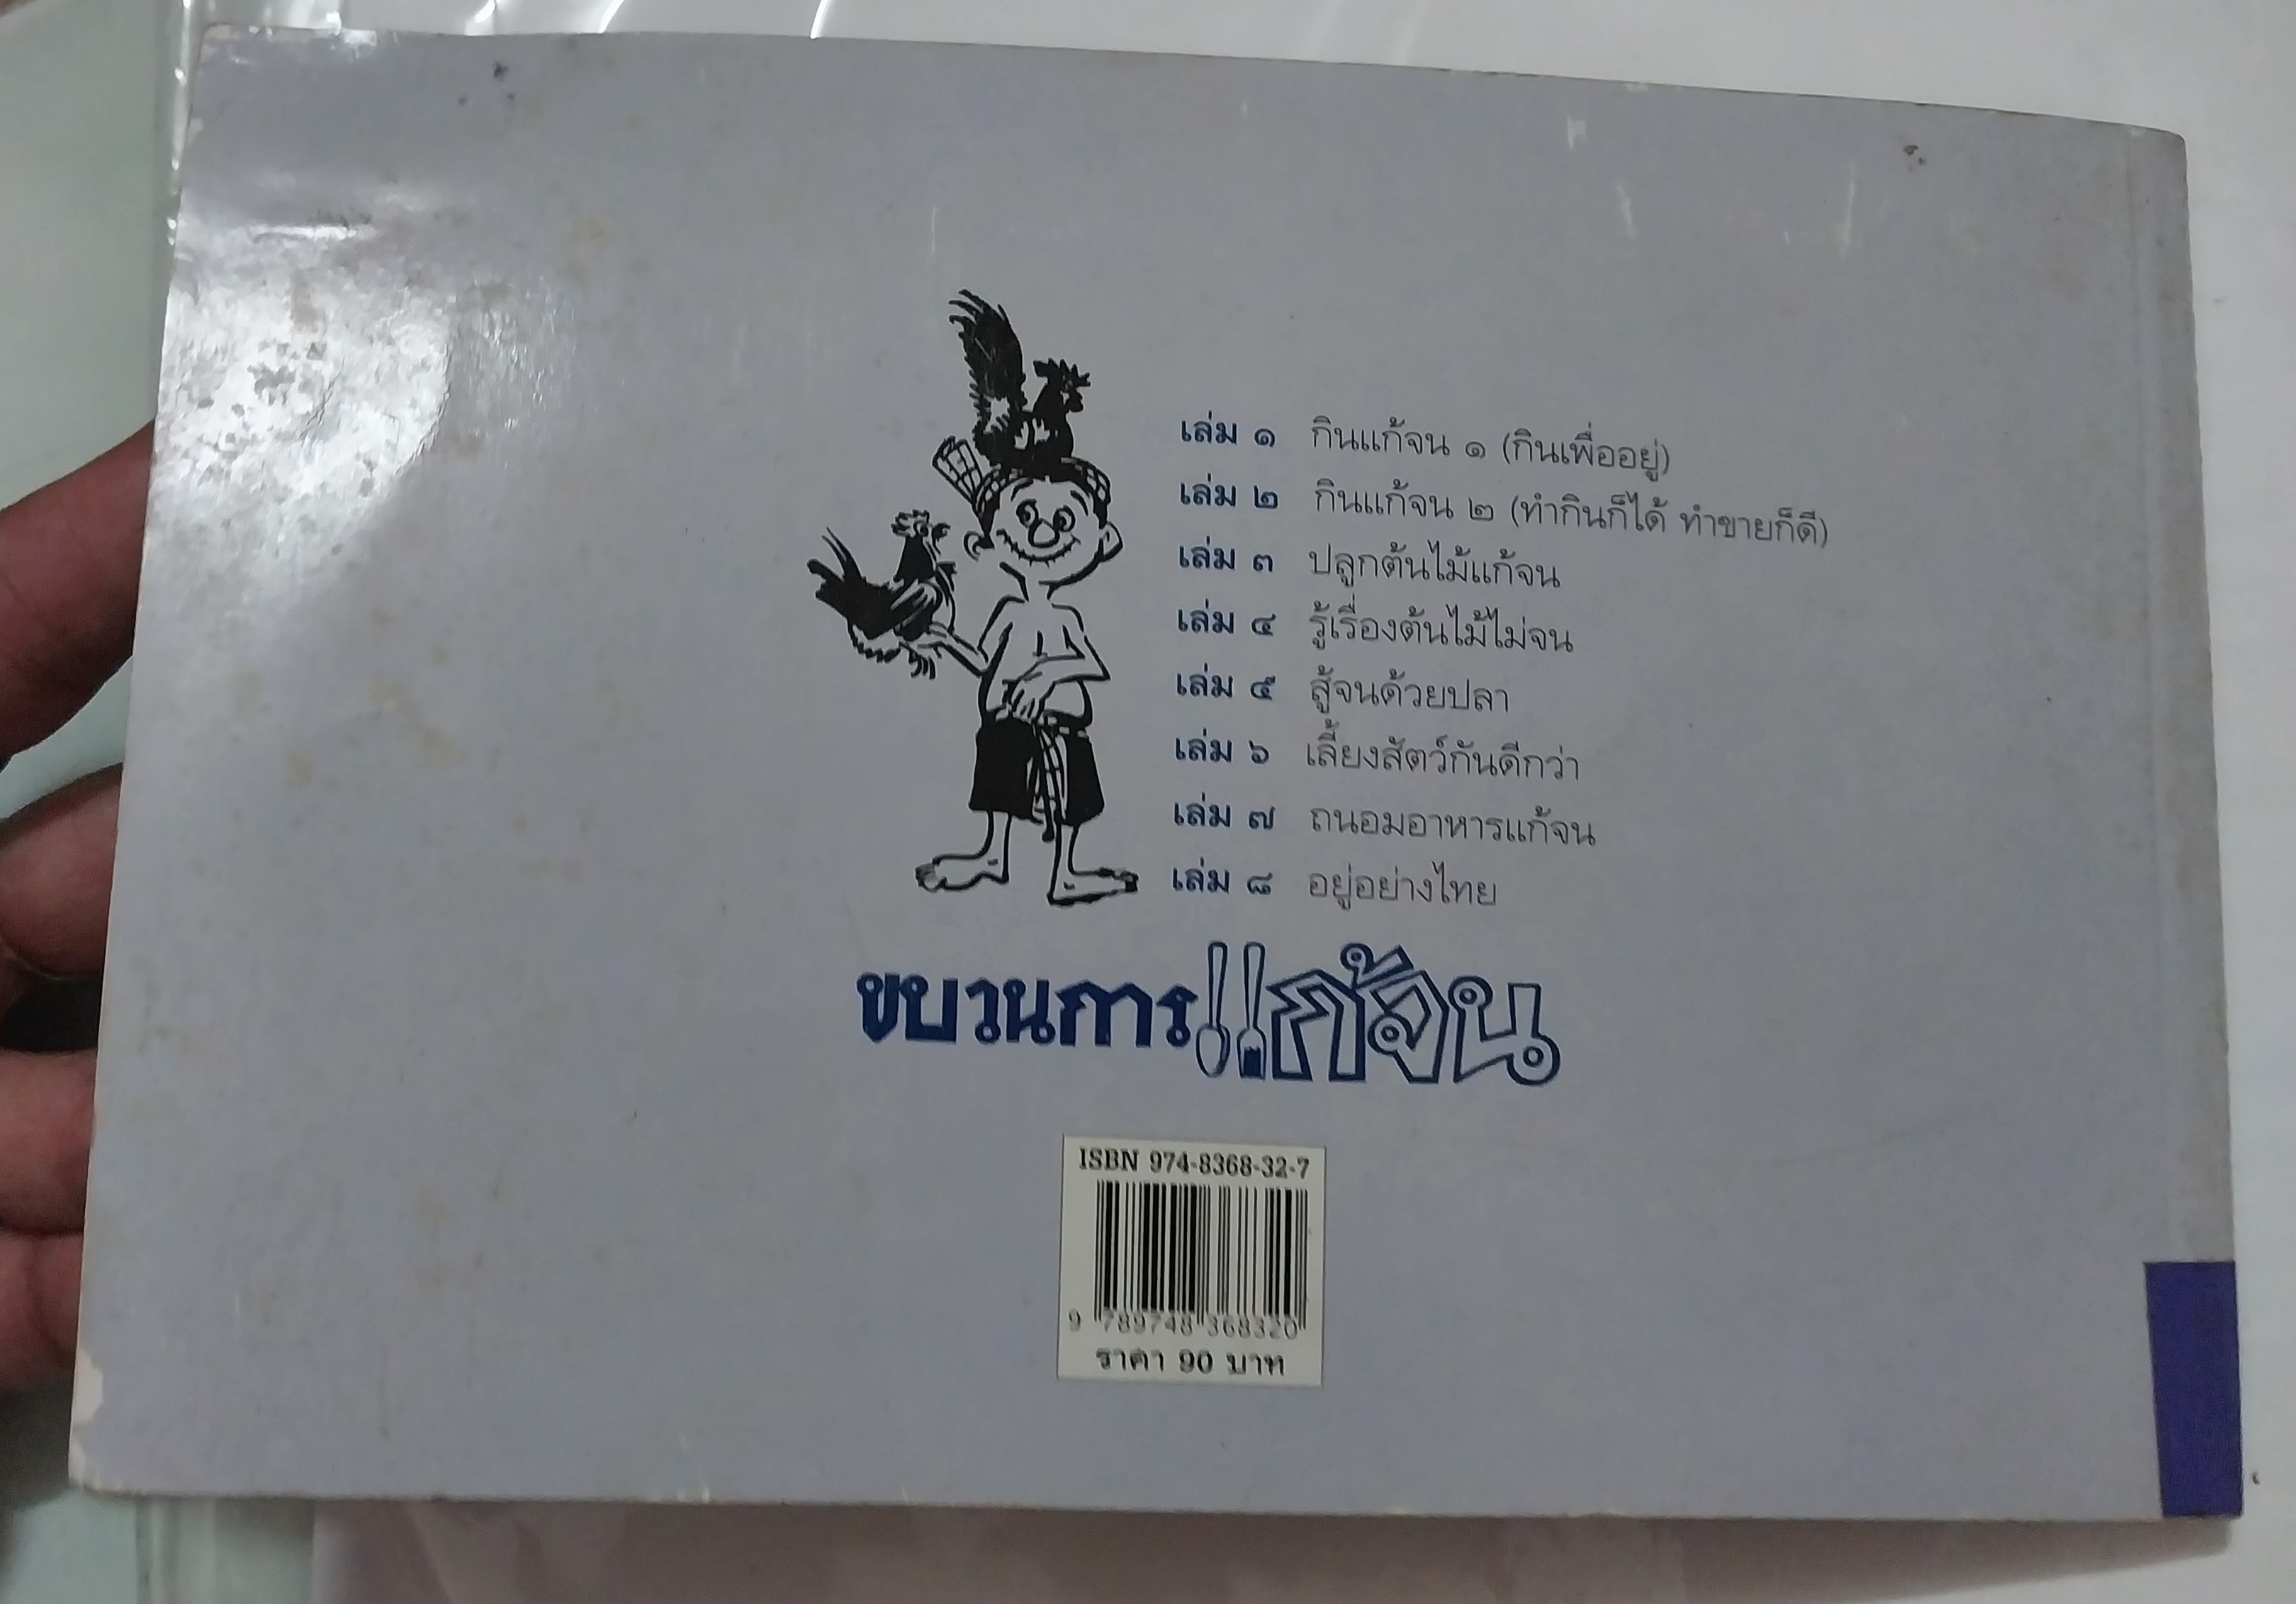 เล่ม ๑ กินแก้จน ๑ (กินเพื่ออยู่)
เล่ม ๒ กินแก้จน ๒ (ทำกินก็ได้ ทำขายก็ดี)
เล่ม ๓ ปลูกต้นไม้แก้จน
เล่ม ๔ รู้เรื่องต้นไม้ไม่จน
เล่ม ๕ สู้จนด้วยปลา
เล่ม ๖ เลี้ยงสัตว์กันดีกว่า
เล่ม ๗ ถนอมอาหารแก้จน
เล่ม ๘ อยู่อย่างไทย
ขบวนการแก้จน
ISBN 974-8368-32-7
9 789748 368320
ราคา 90 บาท